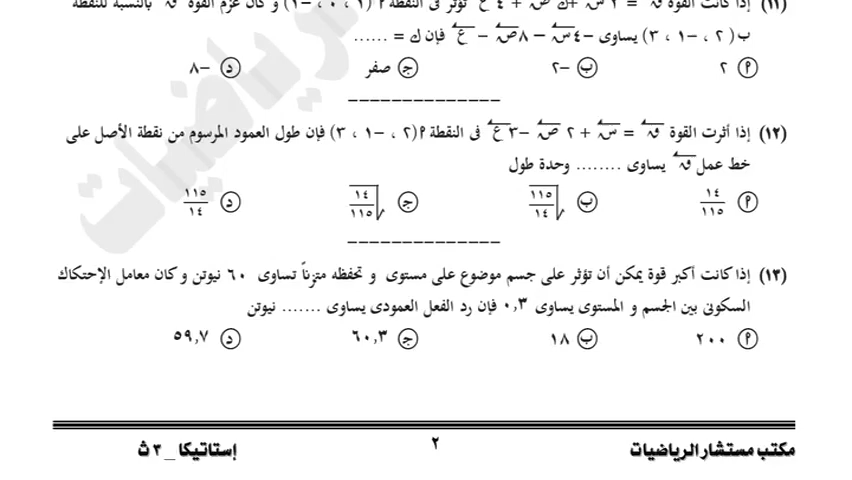 (١١) إذا كانت القوة ق = ٢ س + ك ص + ٤ ع تؤثر فى النقطة م (١ ، ٠ ، -١) و كان عزم القوة ق بالنسبة للنقطة
ب ( ٢ ، -١ ، ٣) يساوى -٤ س - ٨ ص - ع فإن ك = ......
م ٢ ب -٢ ج صفر د -٨
(١٢) إذا أثرت القوة ق = س + ٢ ص -٣ ع فى النقطة م(٢ ، -١ ، ٣) فإن طول العمود المرسوم من نقطة الأصل على
خط عمل ق يساوى ........ وحدة طول
م ١٤/١١٥ ب √١١٥/١٤ ج √١٤/١١٥ د ١١٥/١٤
(١٣) إذا كانت أكبر قوة يمكن أن تؤثر على جسم موضوع على مستوى و تحفظه متزناً تساوى ٦٠ نيوتن و كان معامل الإحتكاك
السكونى بين الجسم و المستوى يساوى ٠,٣ فإن رد الفعل العمودى يساوى ....... نيوتن
م ٢٠٠ ب ١٨ ج ٦٠,٣ د ٥٩,٧
مكتب مستشار الرياضيات ٢ إستاتيكا _ ٣ ث
رياضيات